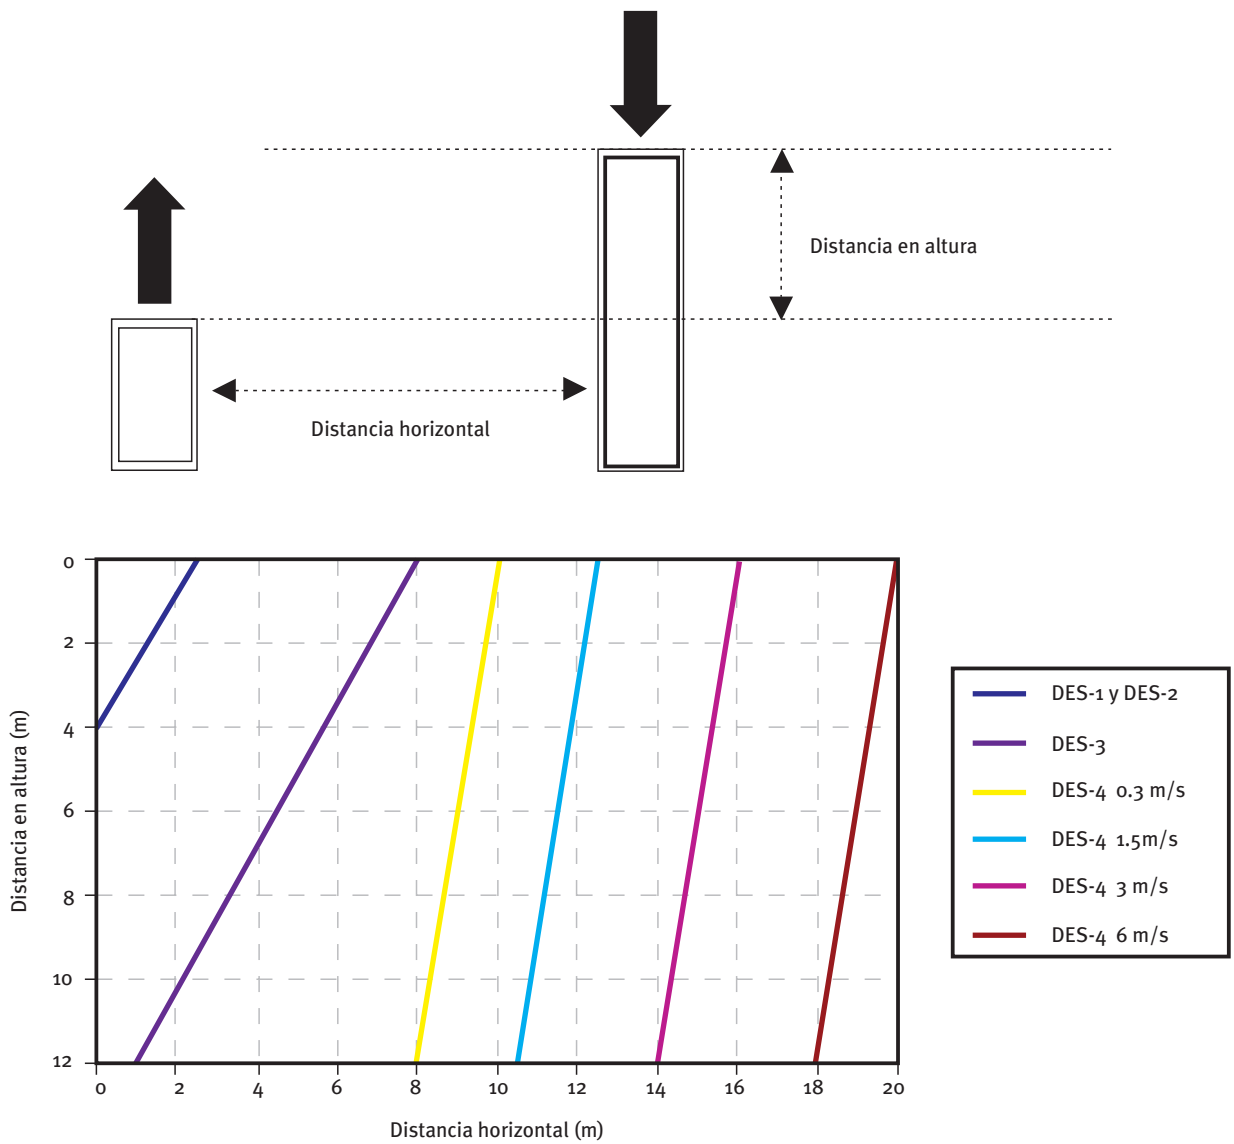 Distancia en altura
Distancia horizontal
0
2
4
6
8
10
12
Distancia en altura (m)
0 2 4 6 8 10 12 14 16 18 20
Distancia horizontal (m)
DES-1 y DES-2
DES-3
DES-4 0.3 m/s
DES-4 1.5m/s
DES-4 3 m/s
DES-4 6 m/s